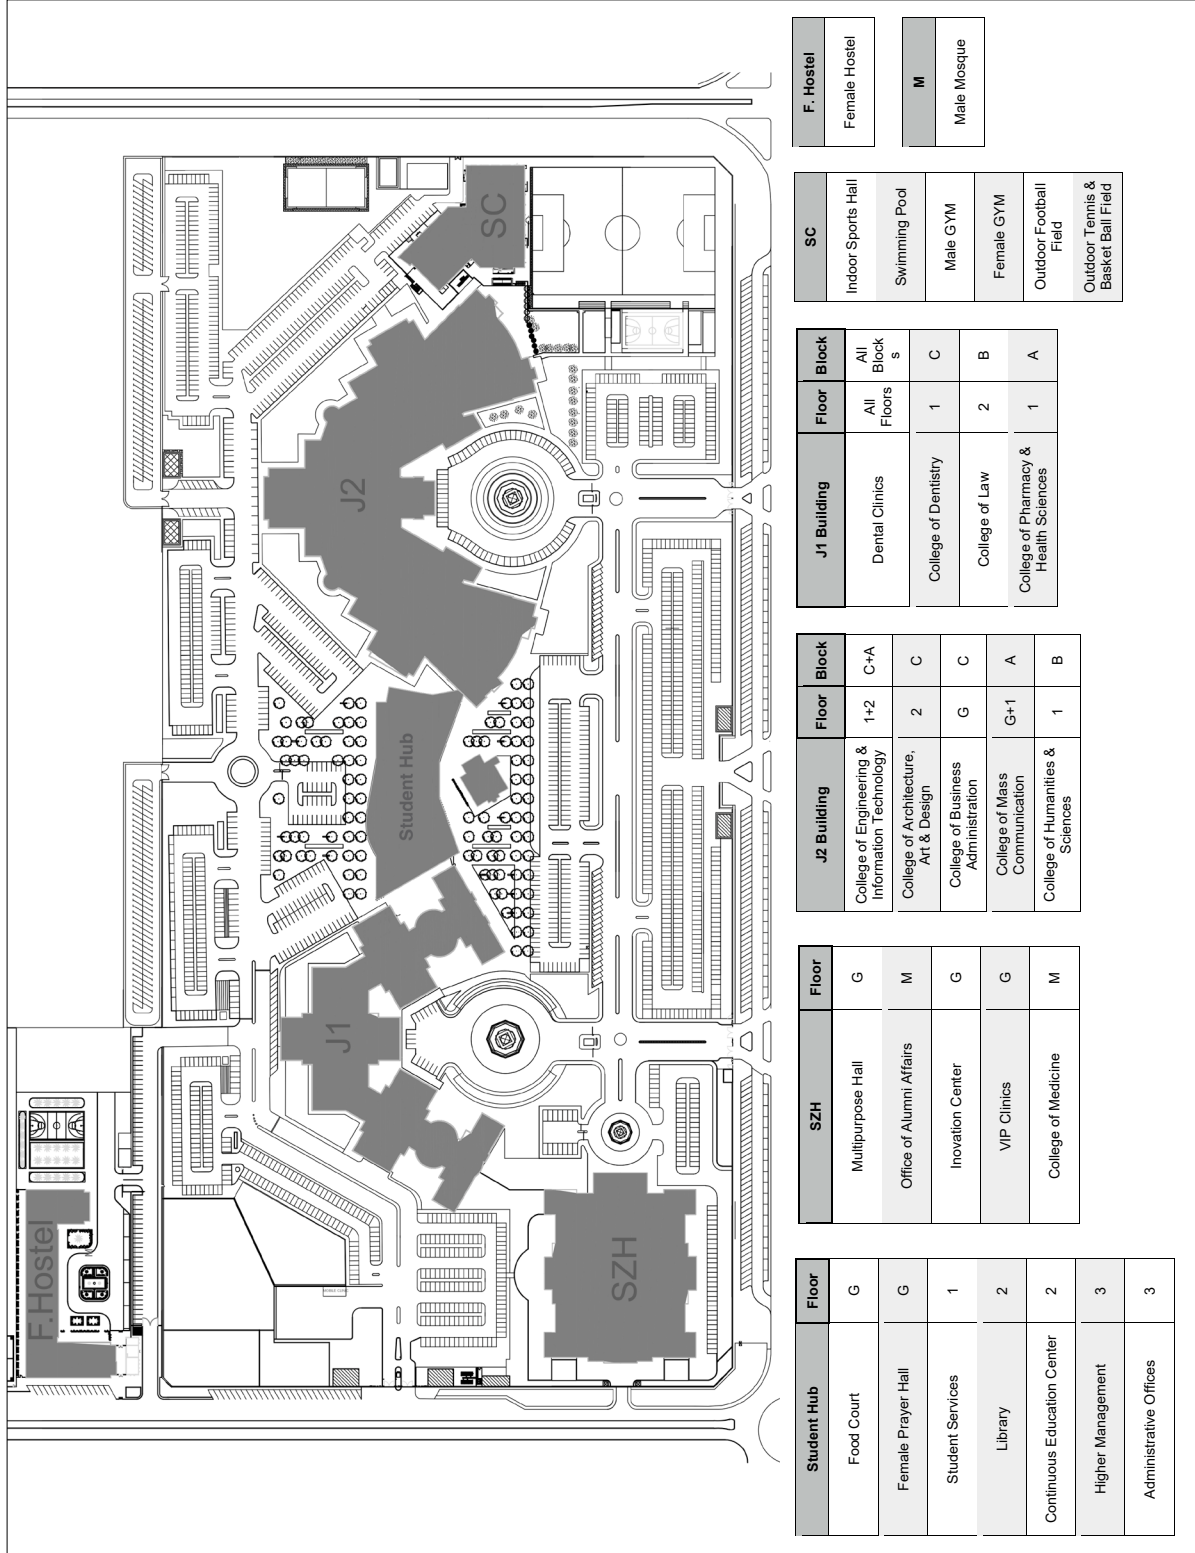 F.Hostel
J1
J2
SC
Student Hub
SZH
Student Hub Floor
Food Court G
Female Prayer Hall G
Student Services 1
Library 2
Continuous Education Center 2
Higher Management 3
Administrative Offices 3
SZH Floor
Multipurpose Hall G
Office of Alumni Affairs M
Inovation Center G
VIP Clinics G
College of Medicine M
J2 Building Floor Block
College of Engineering &
Information Technology 1+2 C+A
College of Architecture,
Art & Design 2 C
College of Business
Administration G C
College of Mass
Communication G+1 A
College of Humanities &
Sciences 1 B
J1 Building Floor Block
Dental Clinics All
Floors All
Block
s
College of Dentistry 1 C
College of Law 2 B
College of Pharmacy &
Health Sciences 1 A
SC
Indoor Sports Hall
Swimming Pool
Male GYM
Female GYM
Outdoor Football
Field
Outdoor Tennis &
Basket Ball Field
F. Hostel
Female Hostel
M
Male Mosque